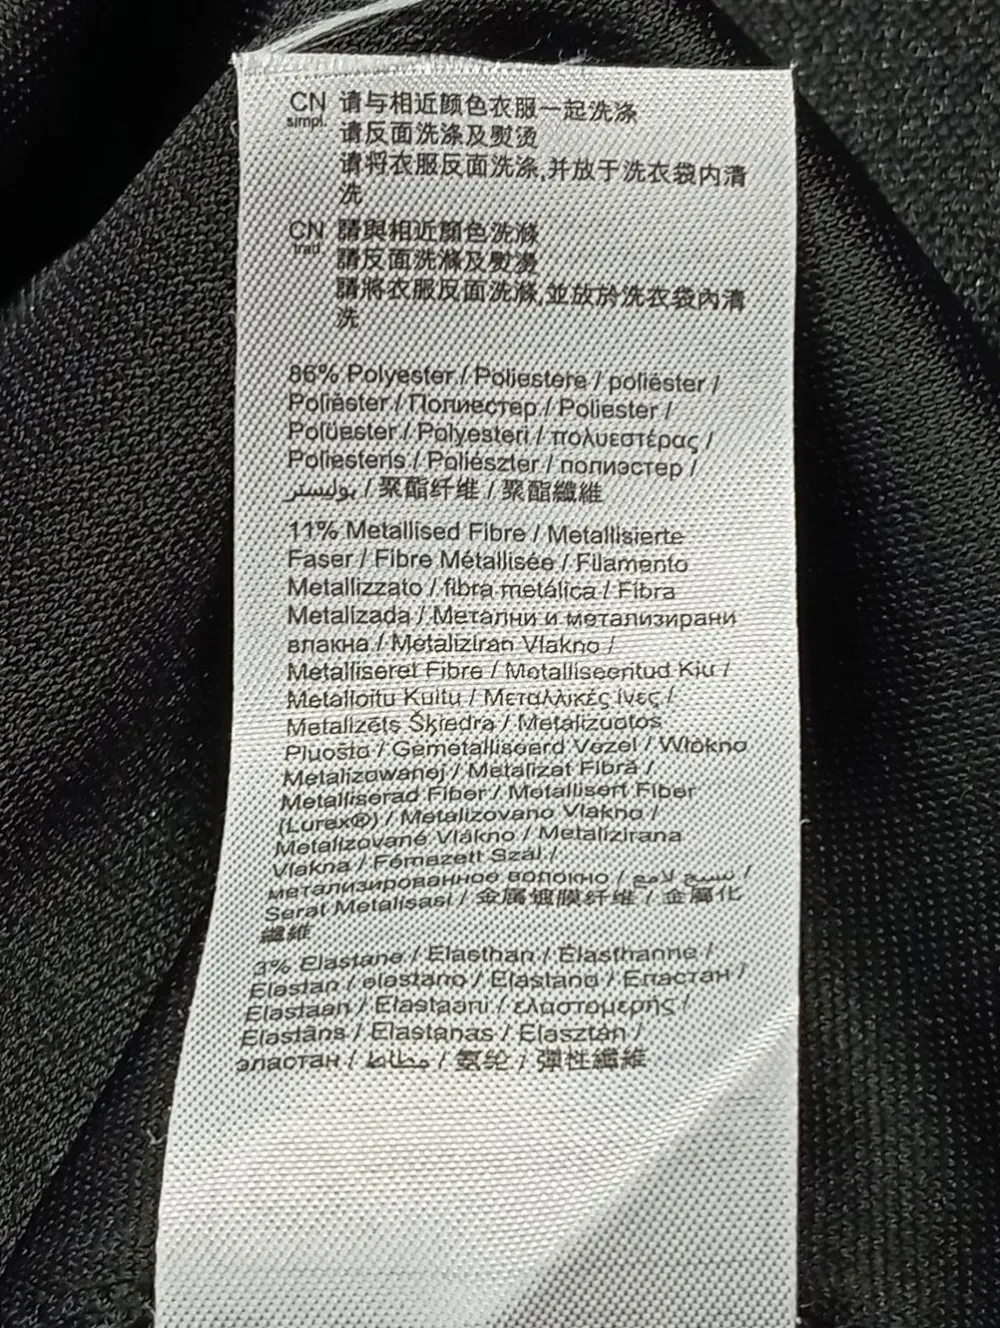 CN 请与相近颜色衣服一起洗涤
simpl. 请反面洗涤及熨烫
请将衣服反面洗涤,并放于洗衣袋内清
洗
CN 請與相近顏色洗滌
trad. 請反面洗滌及熨燙
請將衣服反面洗滌,並放於洗衣袋內清
洗
86% Polyester / Poliestere / poliéster /
Poliéster / Полиестер / Poliester /
Polüester / Polyesteri / πολυεστέρας /
Poliesteris / Poliészter / полиэстер /
بوليستر / 聚酯纤维 / 聚酯纖維
11% Metallised Fibre / Metallisierte
Faser / Fibre Métallisée / Filamento
Metallizzato / fibra metálica / Fibra
Metalizada / Метални и метализирани
влакна / Metaliziran Vlakno /
Metalliseret Fibre / Metalliseeritud Kiu /
Metalloitu Kuitu / Μεταλλικές ίνες /
Metalizēts Šķiedra / Metalizuotos
Pluošto / Gemetalliseerd Vezel / Włókno
Metalizowanej / Metalizat Fibră /
Metalliserad Fiber / Metallisert Fiber
(Lurex®) / Metalizovano Vlakno /
Metalizované Vlákno / Metalizirana
Vlakna / Fémezett Szál /
метализированное волокно / نسيج لامع /
Serat Metalisasi / 金属镀膜纤维 / 金屬化
纖維
3% Elastane / Elasthan / Élasthanne /
Elastan / elastano / Elastano / Еластан /
Elastaan / Elastaani / ελαστομερής /
Elastāns / Elastanas / Elasztán /
эластан / مطاط / 氨纶 / 彈性纖維